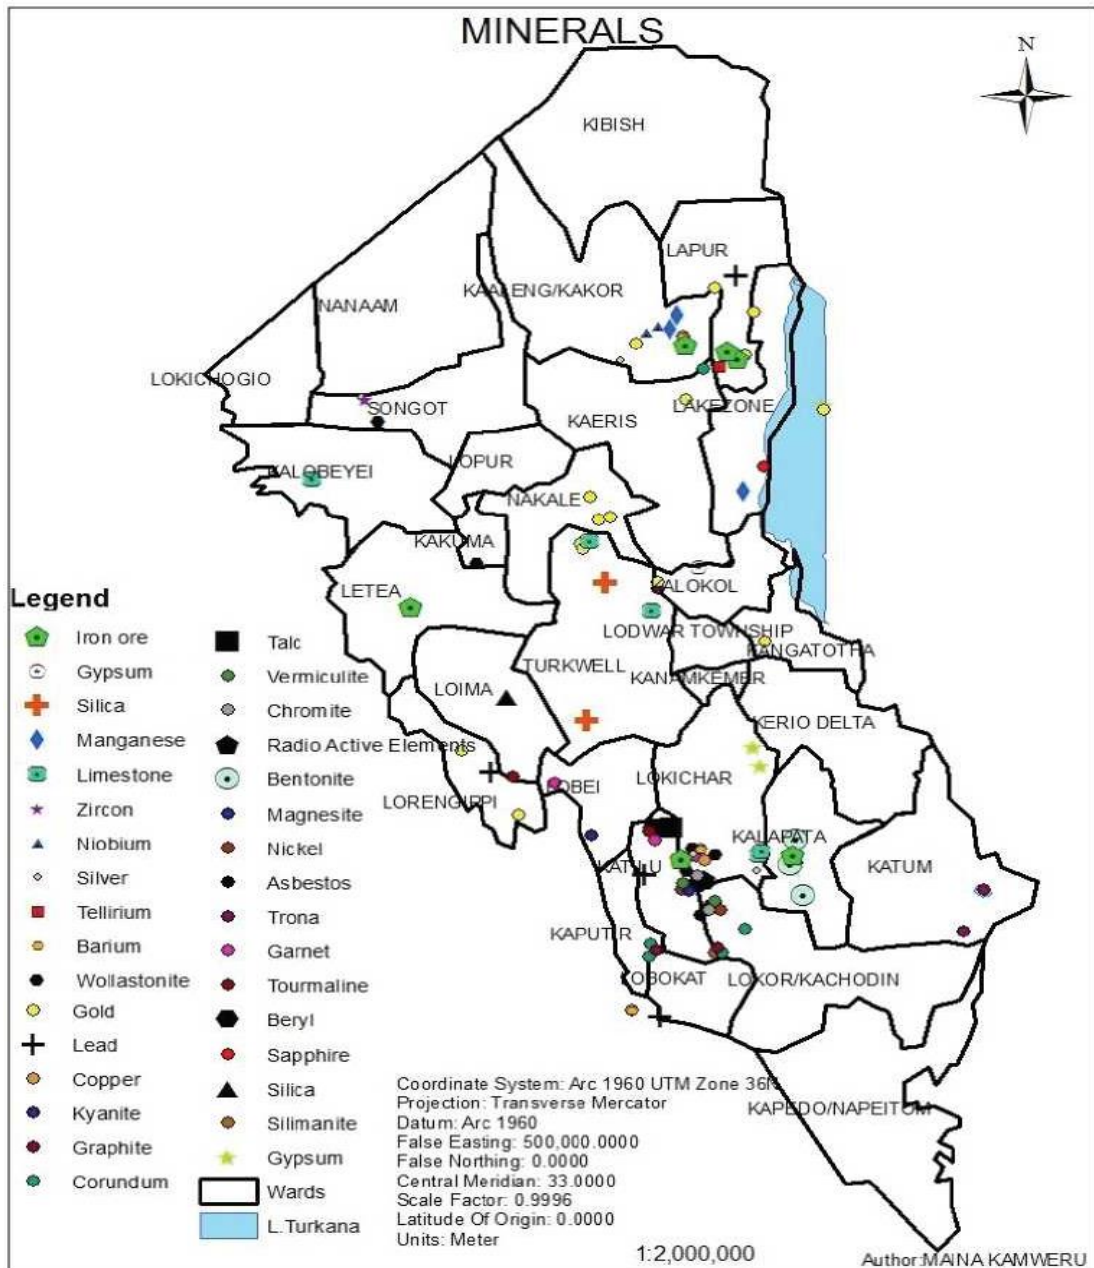 MINERALS
N
KIBISH
LAPUR
KAALENG/KAKOR
NANAAM
LOKICHOGIO
SONGOT
LAKEZONE
KAERIS
LOPUR
KALOBEYEI
NAKALE
KAKUMA
LETEA
KALOKOL
LODWAR TOWNSHIP
KANGATOTHA
TURKWELL
KANAMKEMER
LOIMA
KERIO DELTA
LOKICHAR
LORENGIPPI
LOBEI
KALAPATA
KATILU
KATUM
KAPUTIR
LOBOKAT
LOKOR/KACHODIN
KAPEDO/NAPEITOM
Legend
Iron ore
Gypsum
Silica
Manganese
Limestone
Zircon
Niobium
Silver
Tellirium
Barium
Wollastonite
Gold
Lead
Copper
Kyanite
Graphite
Corundum
Talc
Vermiculite
Chromite
Radio Active Elements
Bentonite
Magnesite
Nickel
Asbestos
Trona
Garnet
Tourmaline
Beryl
Sapphire
Silica
Silimanite
Gypsum
Wards
L.Turkana
Coordinate System: Arc 1960 UTM Zone 36N
Projection: Transverse Mercator
Datum: Arc 1960
False Easting: 500,000.0000
False Northing: 0.0000
Central Meridian: 33.0000
Scale Factor: 0.9996
Latitude Of Origin: 0.0000
Units: Meter
1:2,000,000
Author:MAINA KAMWERU